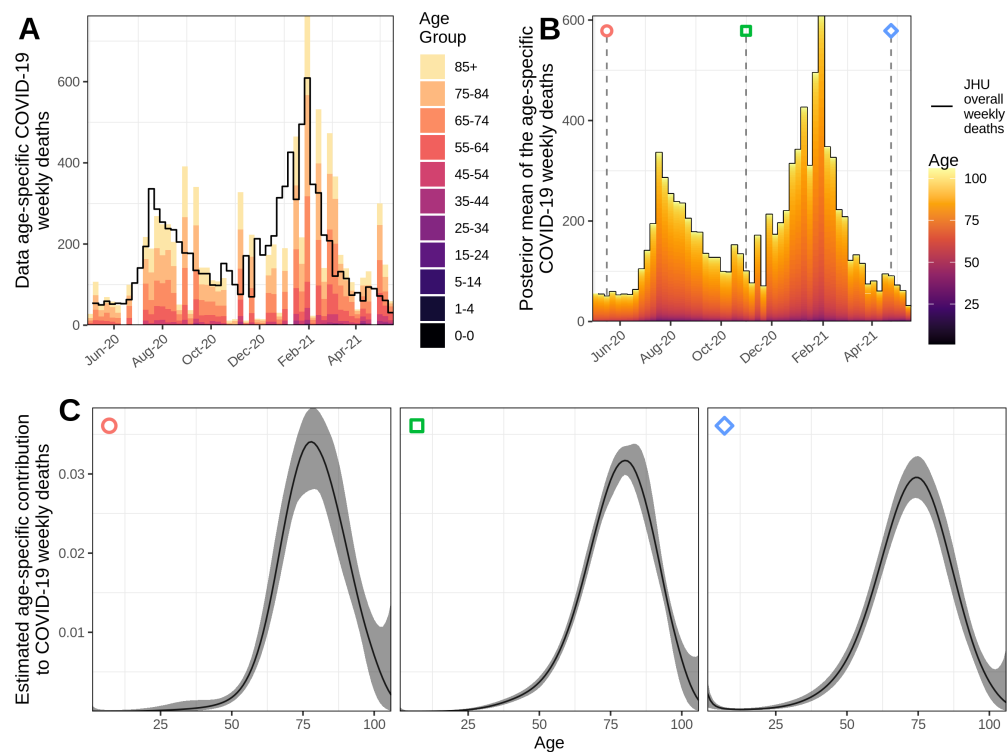 A
Data age-specific COVID-19
weekly deaths
600
400
200
0
Jun-20
Aug-20
Oct-20
Dec-20
Feb-21
Apr-21
Age
Group
85+
75-84
65-74
55-64
45-54
35-44
25-34
15-24
5-14
1-4
0-0
B
Posterior mean of the age-specific
COVID-19 weekly deaths
600
400
200
0
Jun-20
Aug-20
Oct-20
Dec-20
Feb-21
Apr-21
JHU
overall
weekly
deaths
Age
100
75
50
25
C
Estimated age-specific contribution
to COVID-19 weekly deaths
0.03
0.02
0.01
25
50
75
100
25
50
75
100
25
50
75
100
Age